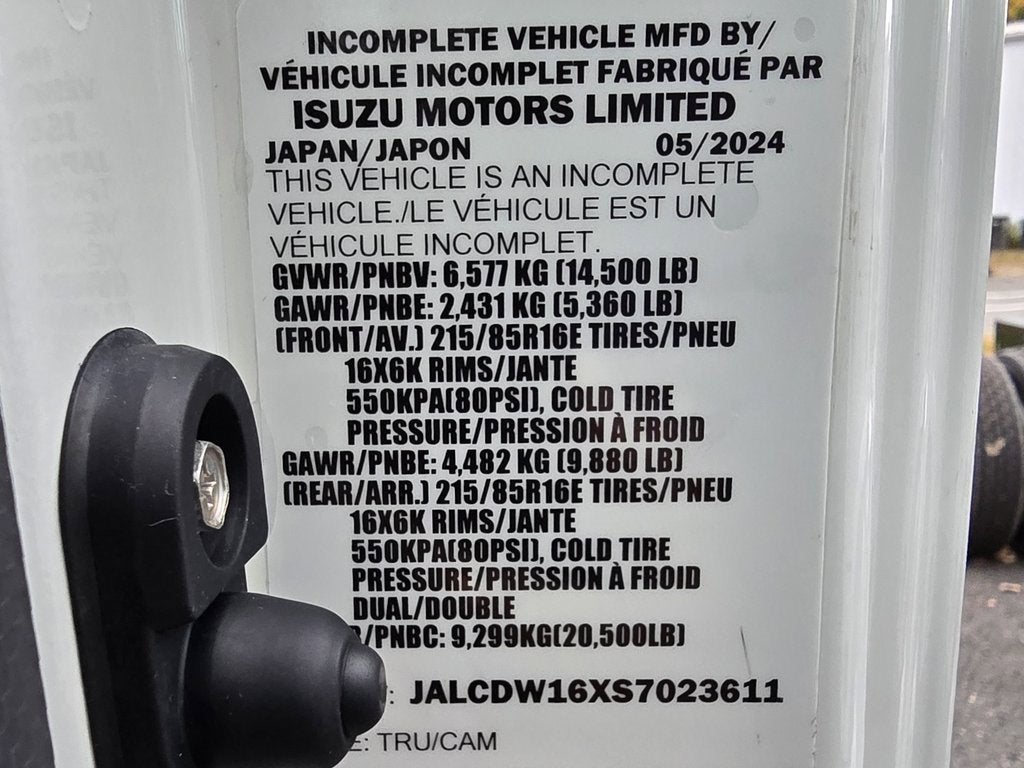 INCOMPLETE VEHICLE MFD BY/
VÉHICULE INCOMPLET FABRIQUÉ PAR
ISUZU MOTORS LIMITED
JAPAN/JAPON 05/2024
THIS VEHICLE IS AN INCOMPLETE
VEHICLE./LE VÉHICULE EST UN
VÉHICULE INCOMPLET.
GVWR/PNBV: 6,577 KG (14,500 LB)
GAWR/PNBE: 2,431 KG (5,360 LB)
(FRONT/AV.) 215/85R16E TIRES/PNEU
16X6K RIMS/JANTE
550KPA(80PSI), COLD TIRE
PRESSURE/PRESSION À FROID
GAWR/PNBE: 4,482 KG (9,880 LB)
(REAR/ARR.) 215/85R16E TIRES/PNEU
16X6K RIMS/JANTE
550KPA(80PSI), COLD TIRE
PRESSURE/PRESSION À FROID
DUAL/DOUBLE
/PNBC: 9,299KG(20,500LB)
: JALCDW16XS7023611
E: TRU/CAM